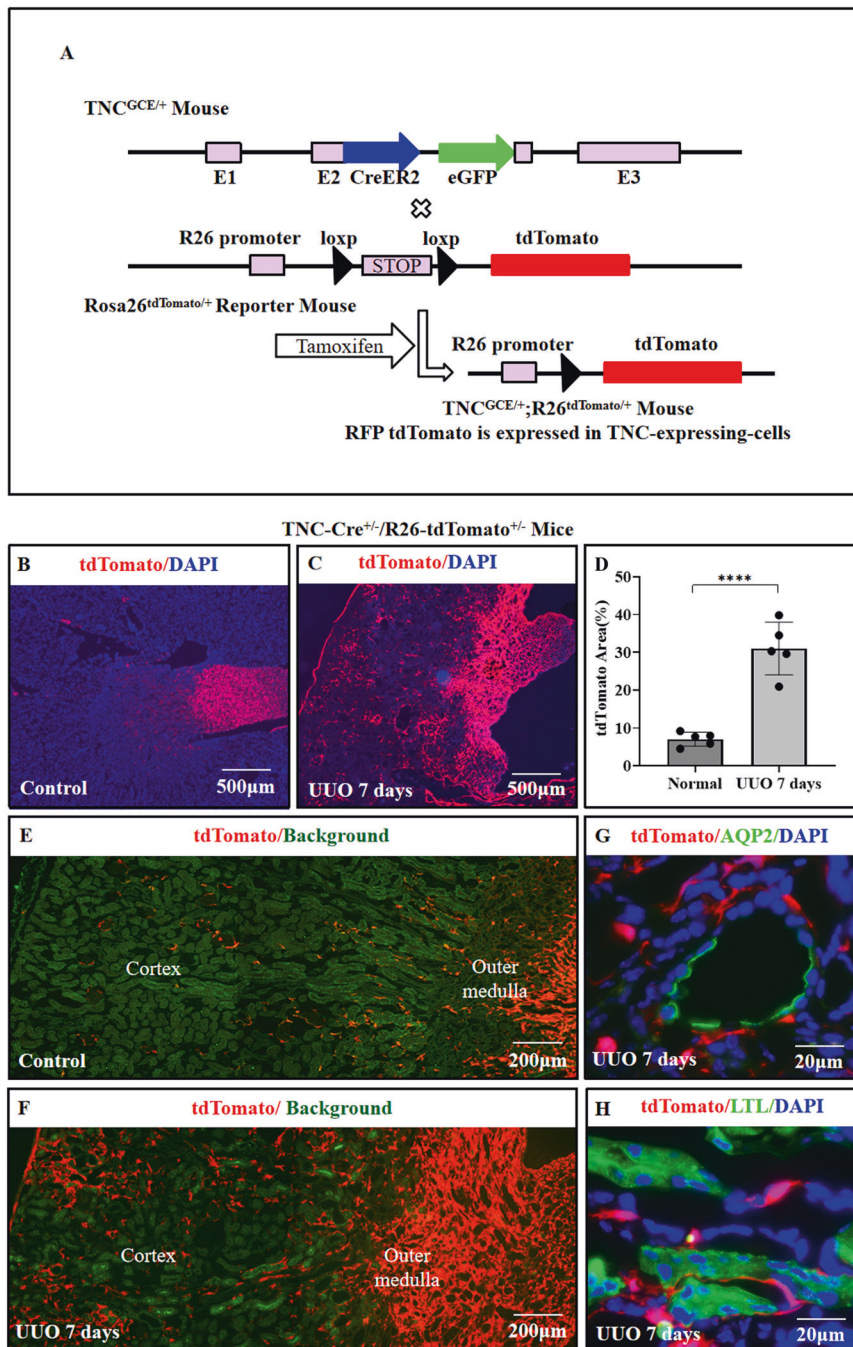 A
TNC^GCE/+ Mouse
E1 E2 CreER2 eGFP E3
R26 promoter loxp loxp tdTomato
STOP
Rosa26^tdTomato/+ Reporter Mouse
Tamoxifen
R26 promoter tdTomato
TNC^GCE/+;R26^tdTomato/+ Mouse
RFP tdTomato is expressed in TNC-expressing-cells
TNC-Cre^+/-/R26-tdTomato^+/- Mice
B tdTomato/DAPI
Control 500μm
C tdTomato/DAPI
UUO 7 days 500μm
D
****
tdTomato Area(%)
50
40
30
20
10
0
Normal UUO 7 days
E tdTomato/Background
Cortex
Outer
medulla
Control 200μm
G tdTomato/AQP2/DAPI
UUO 7 days 20μm
F tdTomato/ Background
Cortex
Outer
medulla
UUO 7 days 200μm
H tdTomato/LTL/DAPI
UUO 7 days 20μm